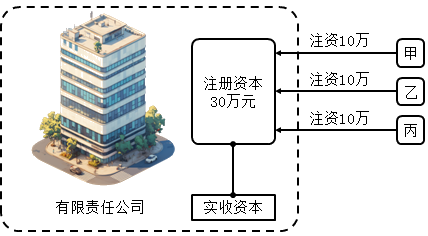 注资10万
甲
注册资本
30万元
注资10万
乙
注资10万
丙
有限责任公司
实收资本